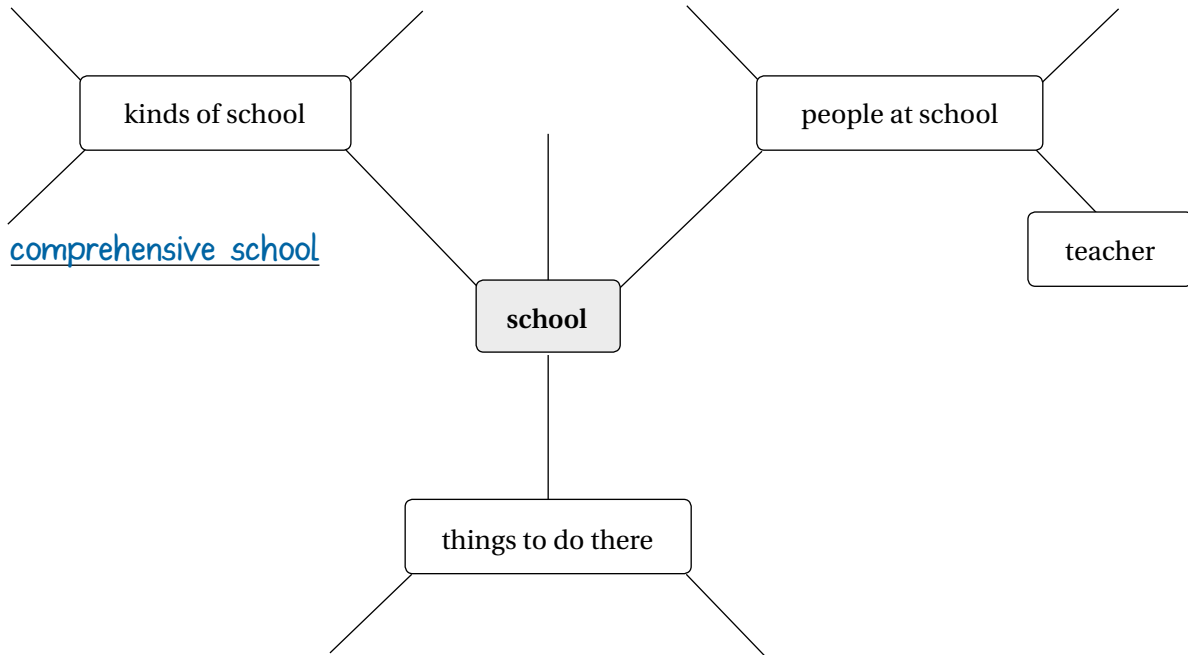 kinds of school
people at school
comprehensive school
teacher
school
things to do there